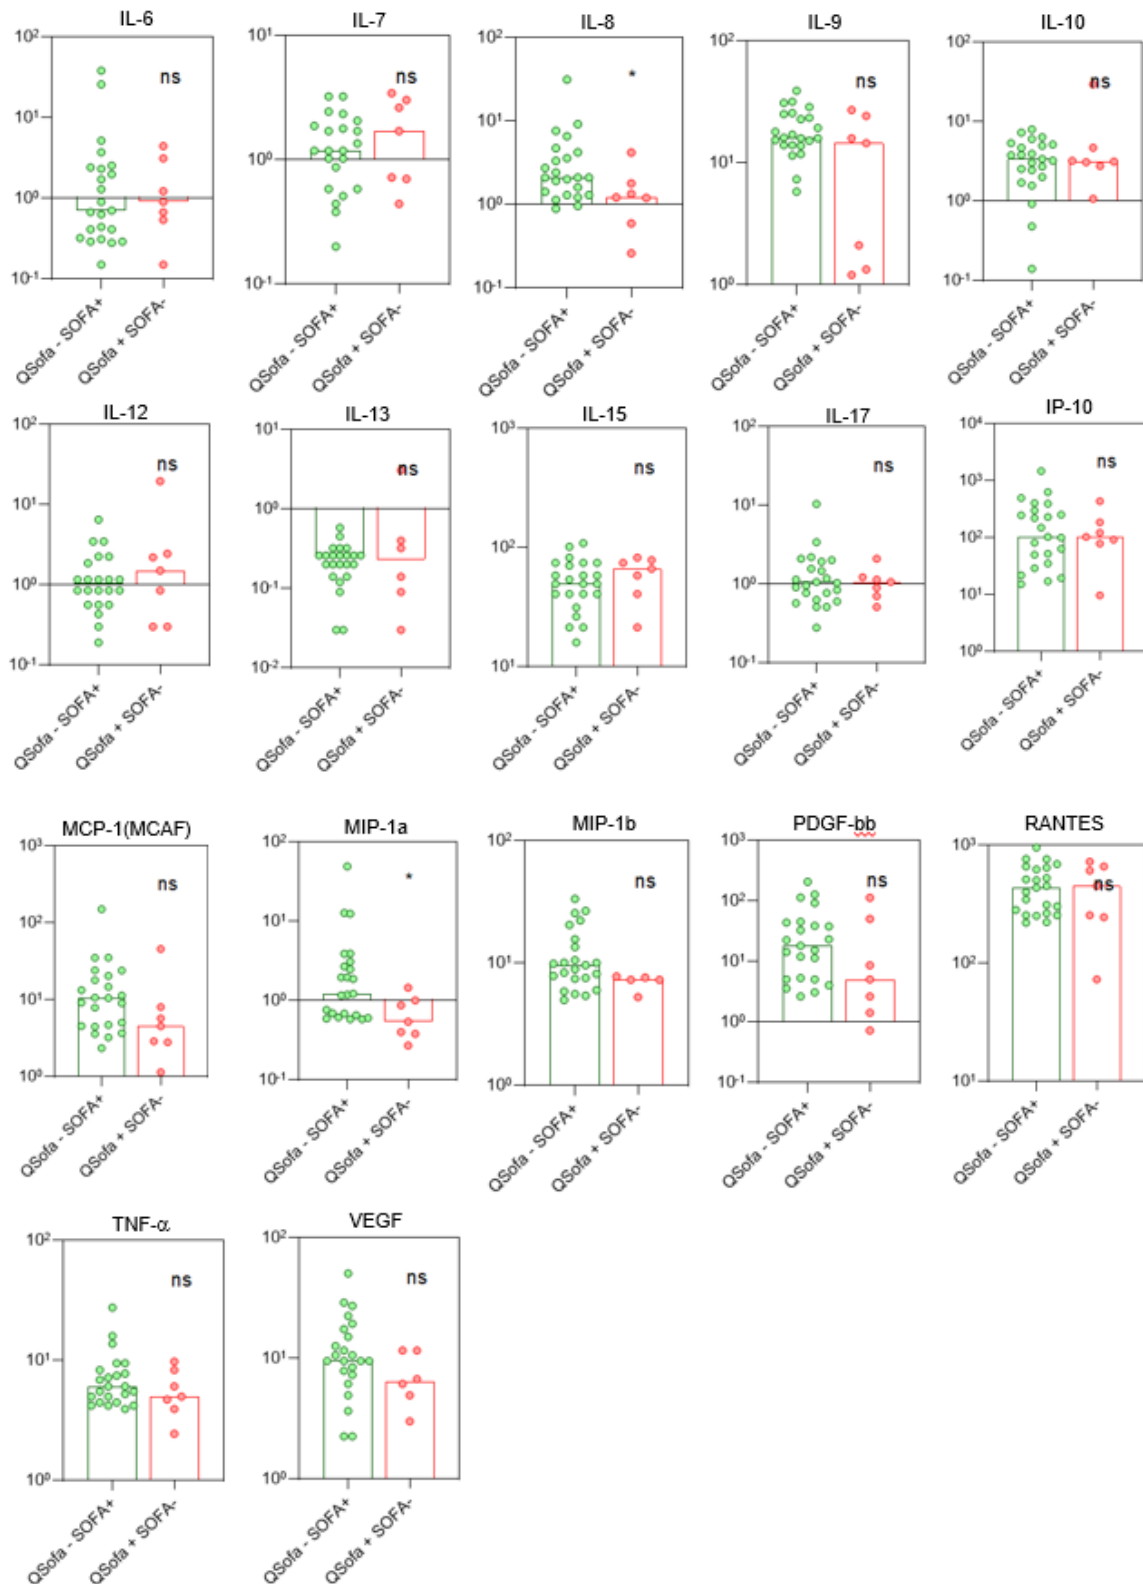 IL-6
10²
10¹
10⁰
10⁻¹
ns
QSofa - SOFA+
QSofa + SOFA-
IL-7
10¹
10⁰
10⁻¹
ns
QSofa - SOFA+
QSofa + SOFA-
IL-8
10²
10¹
10⁰
10⁻¹
*
QSofa - SOFA+
QSofa + SOFA-
IL-9
10²
10¹
10⁰
ns
QSofa - SOFA+
QSofa + SOFA-
IL-10
10²
10¹
10⁰
10⁻¹
ns
QSofa - SOFA+
QSofa + SOFA-
IL-12
10²
10¹
10⁰
10⁻¹
ns
QSofa - SOFA+
QSofa + SOFA-
IL-13
10¹
10⁰
10⁻¹
10⁻²
ns
QSofa - SOFA+
QSofa + SOFA-
IL-15
10³
10²
10¹
ns
QSofa - SOFA+
QSofa + SOFA-
IL-17
10²
10¹
10⁰
10⁻¹
ns
QSofa - SOFA+
QSofa + SOFA-
IP-10
10⁴
10³
10²
10¹
10⁰
ns
QSofa - SOFA+
QSofa + SOFA-
MCP-1(MCAF)
10³
10²
10¹
10⁰
ns
QSofa - SOFA+
QSofa + SOFA-
MIP-1a
10²
10¹
10⁰
10⁻¹
*
QSofa - SOFA+
QSofa + SOFA-
MIP-1b
10²
10¹
10⁰
ns
QSofa - SOFA+
QSofa + SOFA-
PDGF-bb
10³
10²
10¹
10⁰
10⁻¹
ns
QSofa - SOFA+
QSofa + SOFA-
RANTES
10³
10²
10¹
ns
QSofa - SOFA+
QSofa + SOFA-
TNF-α
10²
10¹
10⁰
ns
QSofa - SOFA+
QSofa + SOFA-
VEGF
10²
10¹
10⁰
ns
QSofa - SOFA+
QSofa + SOFA-